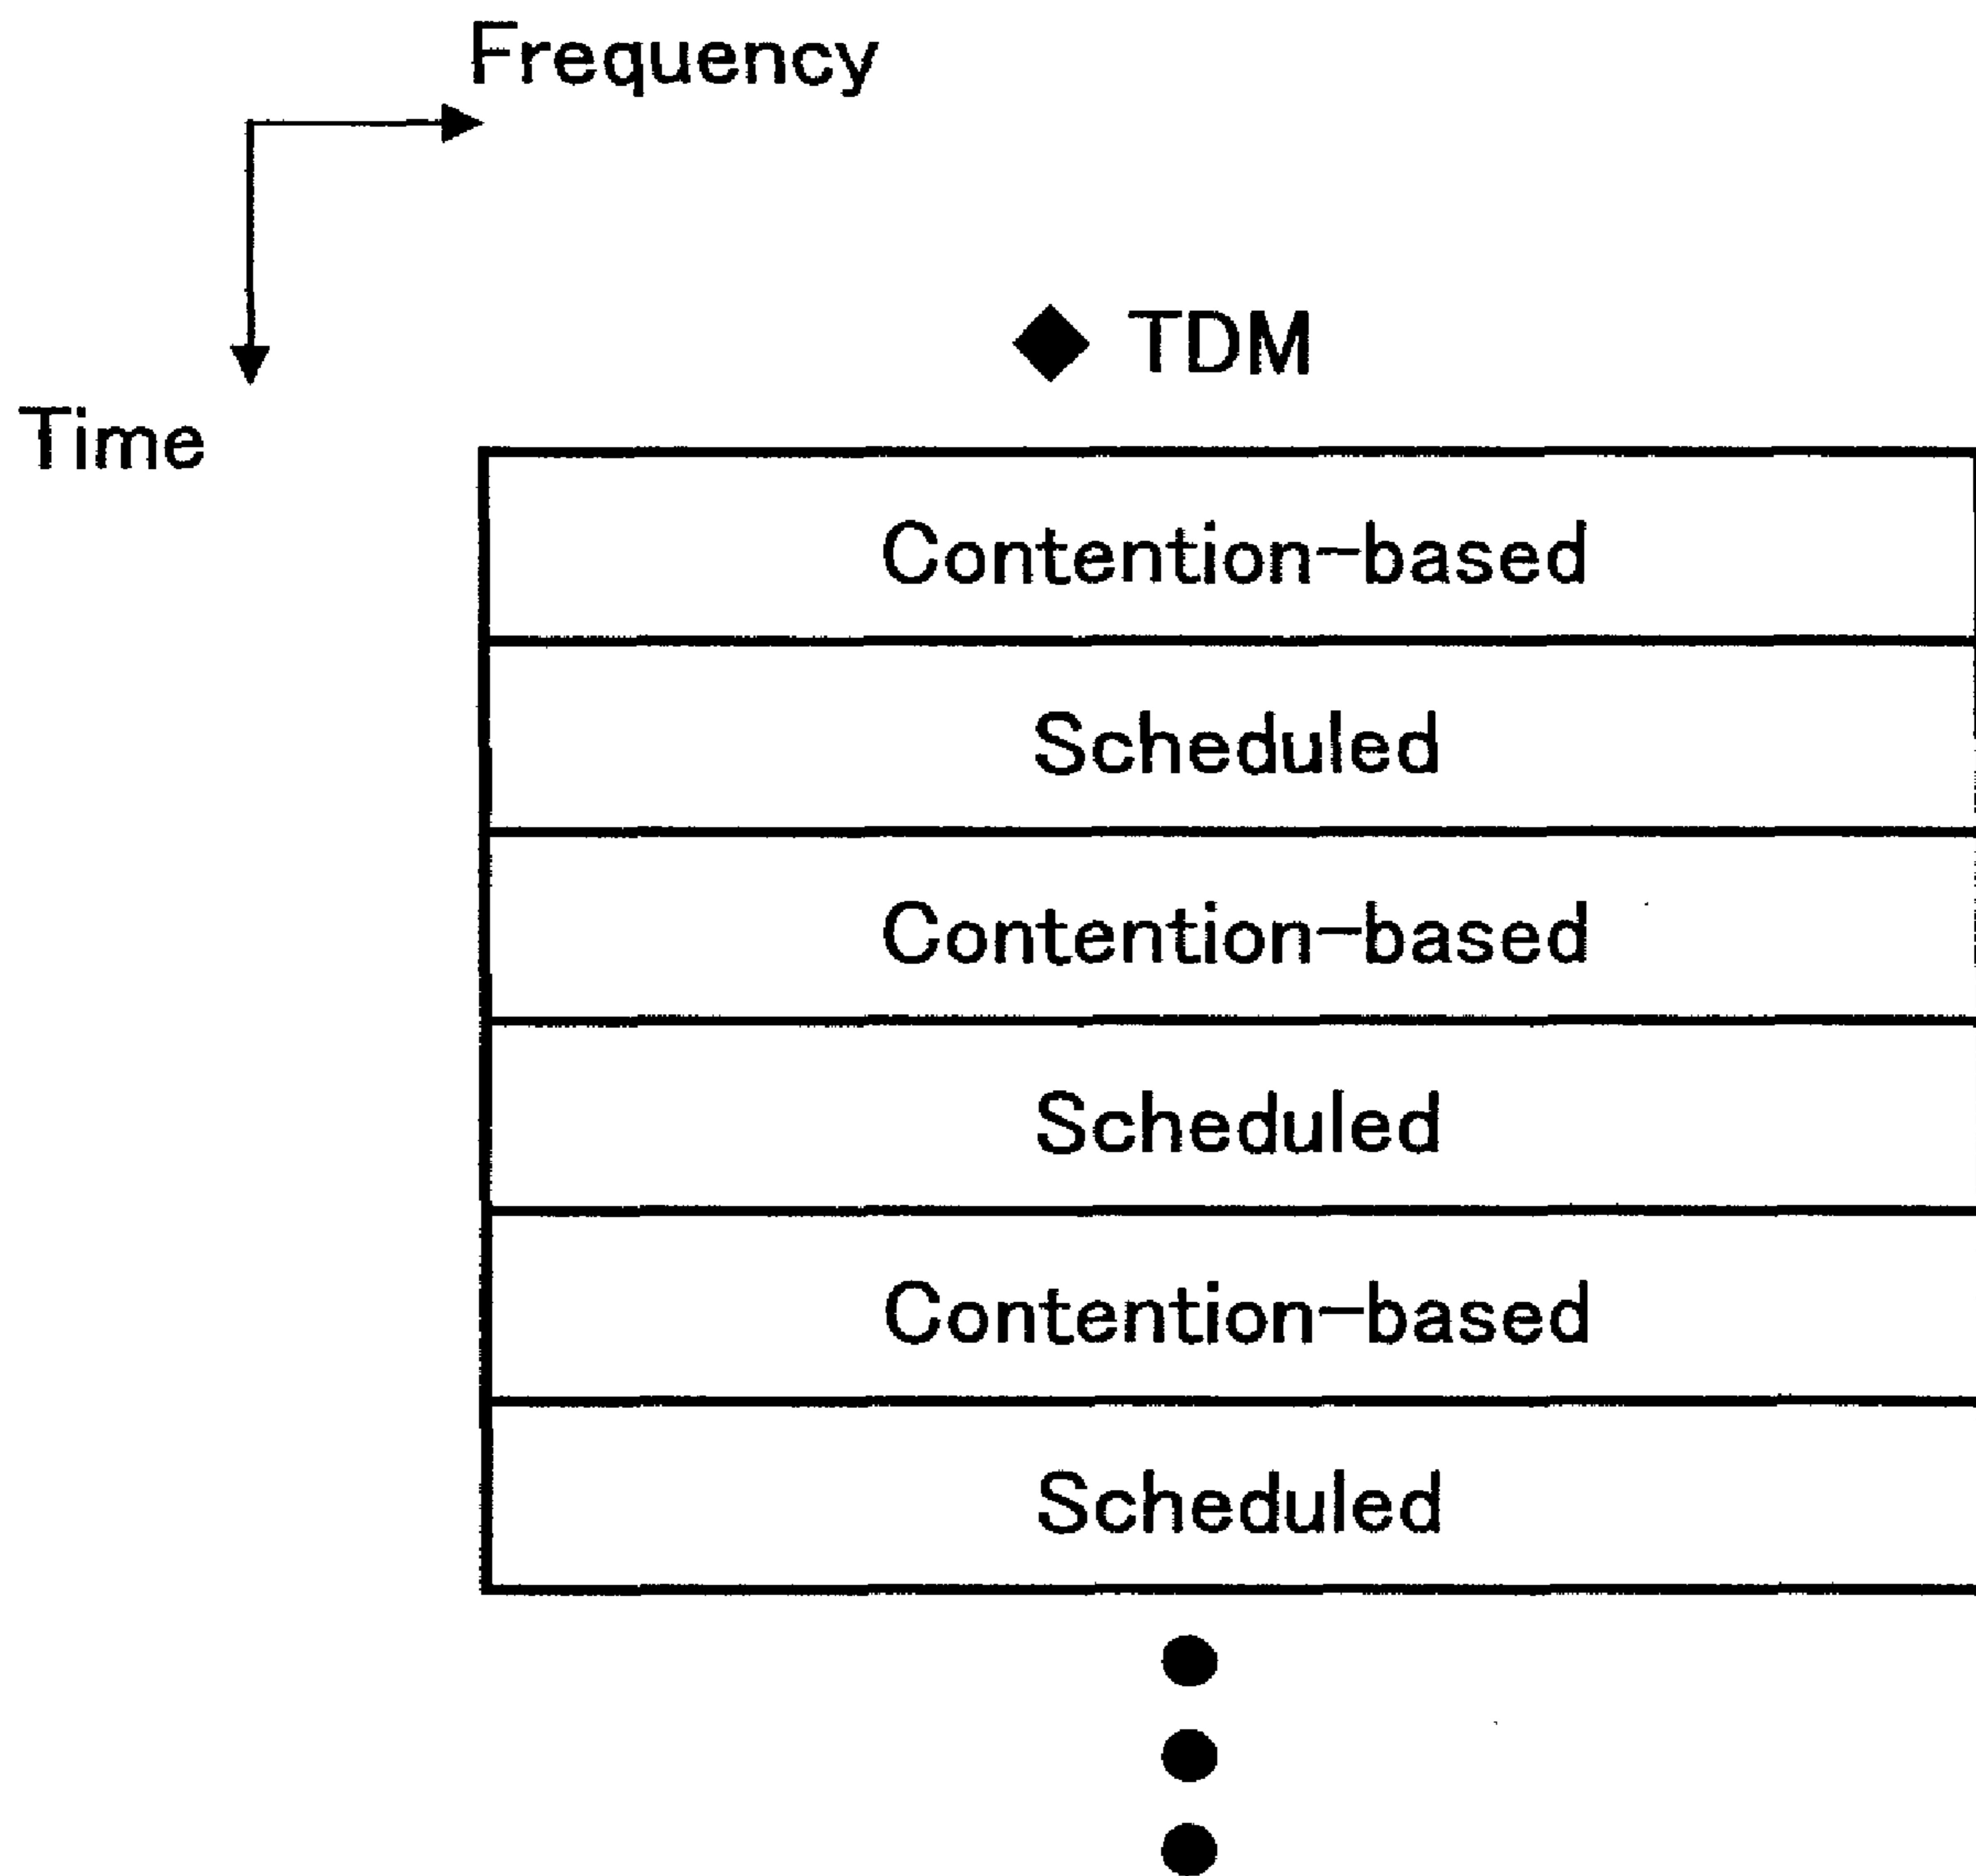 Frequency
Time
◆ TDM
Contention-based
Scheduled
Contention-based
Scheduled
Contention-based
Scheduled